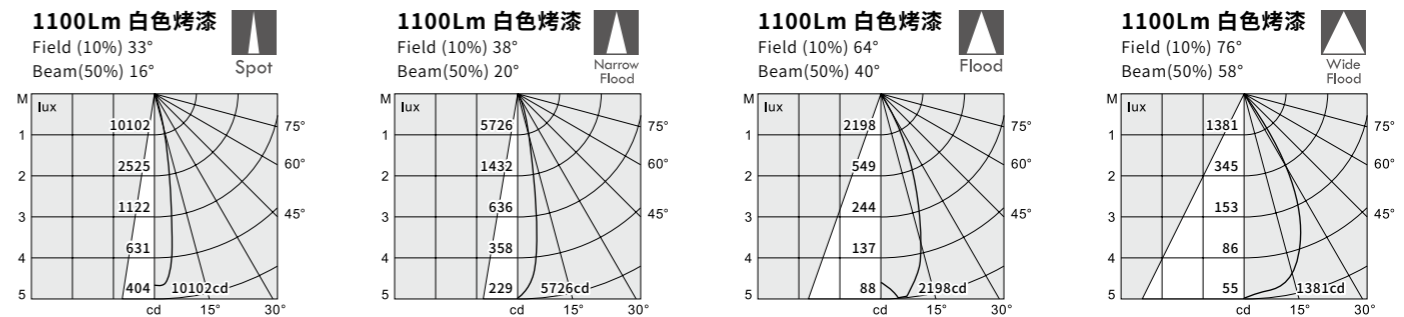 1100Lm 白色烤漆
Field (10%) 33°
Beam(50%) 16°
Spot
M
lux
10102
1
75°
2525
2
60°
1122
3
45°
631
4
404
10102cd
5
cd
15°
30°
1100Lm 白色烤漆
Field (10%) 38°
Beam(50%) 20°
Narrow
Flood
M
lux
5726
1
75°
1432
2
60°
636
3
45°
358
4
229
5726cd
5
cd
15°
30°
1100Lm 白色烤漆
Field (10%) 64°
Beam(50%) 40°
Flood
M
lux
2198
1
75°
549
2
60°
244
3
45°
137
4
88
2198cd
5
cd
15°
30°
1100Lm 白色烤漆
Field (10%) 76°
Beam(50%) 58°
Wide
Flood
M
lux
1381
1
75°
345
2
60°
153
3
45°
86
4
55
1381cd
5
cd
15°
30°